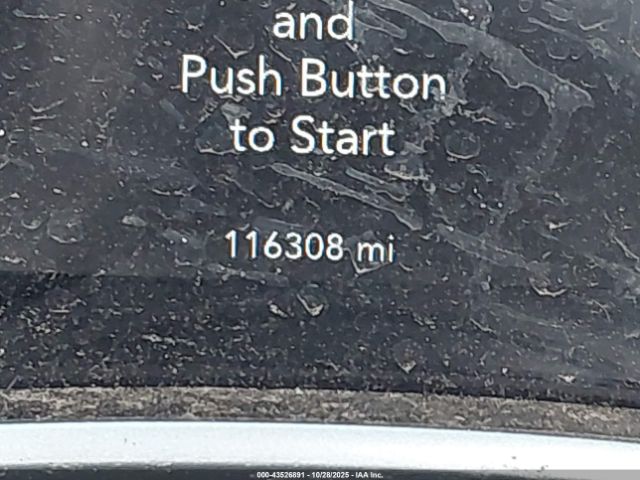 and
Push Button
to Start
116308 mi
000-43526891 - 10/28/2025 - IAA Inc.